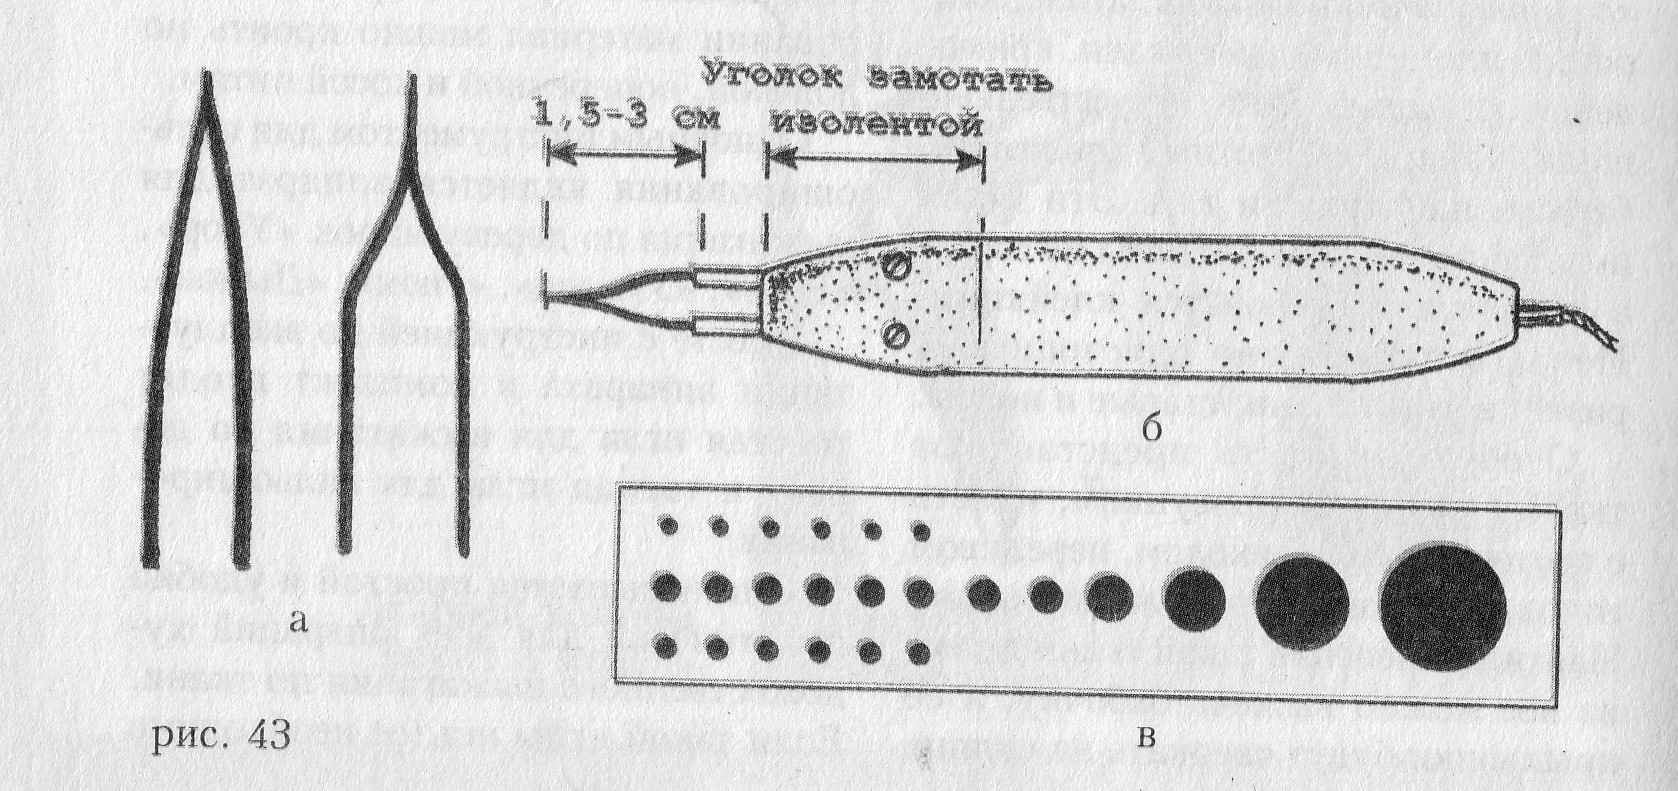 Уголок замотать
1,5-3 см изолентой
б
а
рис. 43
в